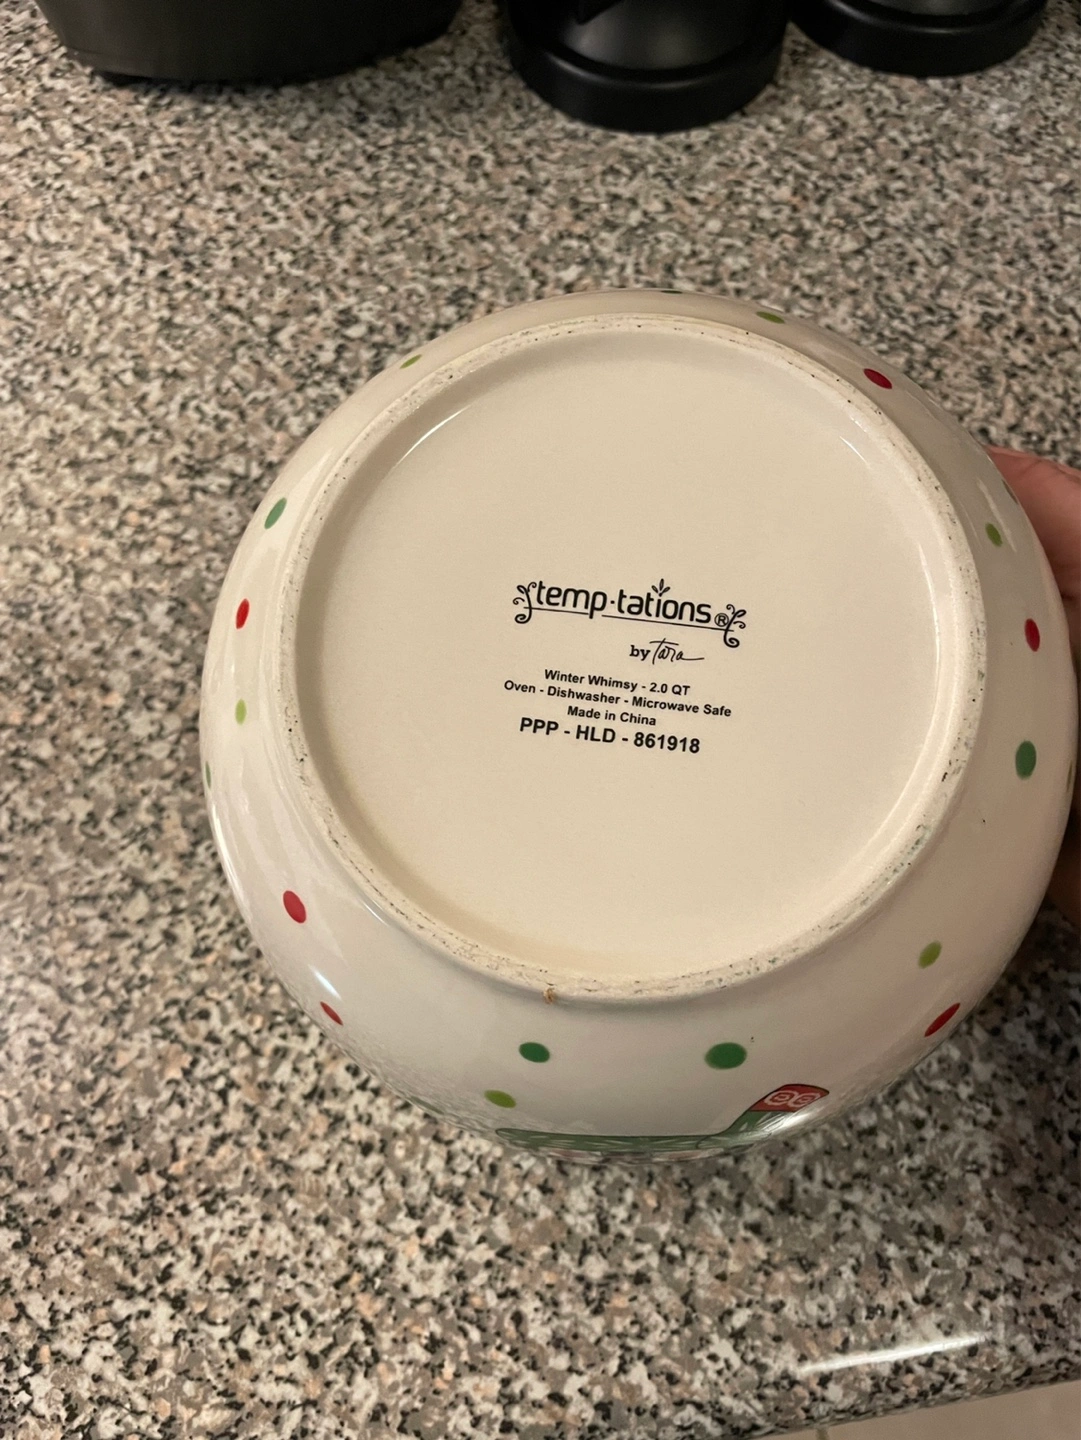 temp·tations®
by Tara
Winter Whimsy - 2.0 QT
Oven - Dishwasher - Microwave Safe
Made in China
PPP - HLD - 861918